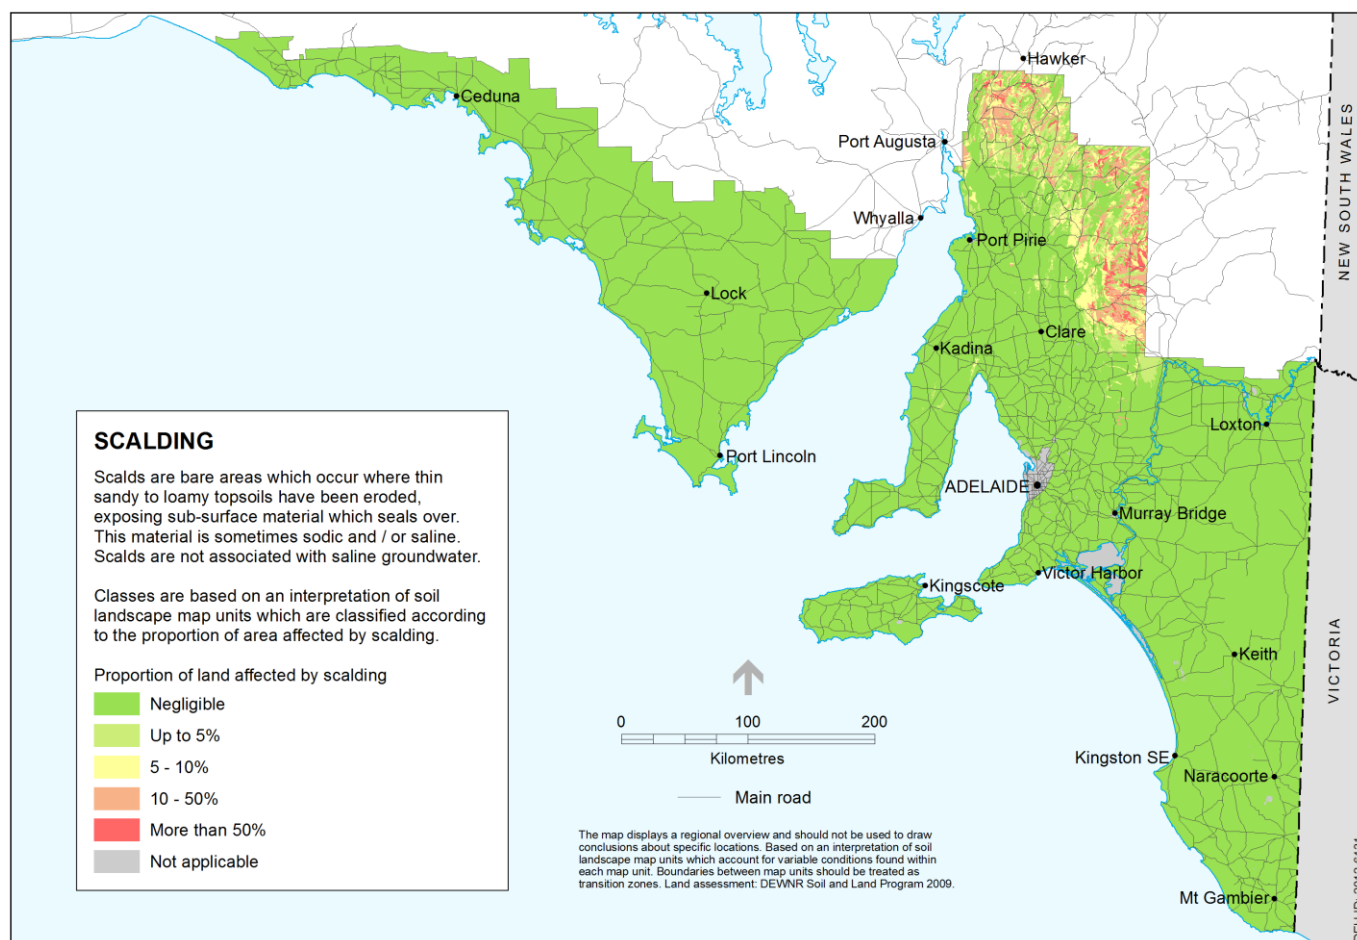 Hawker
Ceduna
Port Augusta
Whyalla
Port Pirie
Lock
Clare
Kadina
Loxton
Port Lincoln
ADELAIDE
Murray Bridge
Victor Harbor
Kingscote
Keith
Kingston SE
Naracoorte
Mt Gambier
NEW SOUTH WALES
VICTORIA
SCALDING
Scalds are bare areas which occur where thin
sandy to loamy topsoils have been eroded,
exposing sub-surface material which seals over.
This material is sometimes sodic and / or saline.
Scalds are not associated with saline groundwater.
Classes are based on an interpretation of soil
landscape map units which are classified according
to the proportion of area affected by scalding.
Proportion of land affected by scalding
Negligible
Up to 5%
5 - 10%
10 - 50%
More than 50%
Not applicable
0 100 200
Kilometres
Main road
The map displays a regional overview and should not be used to draw
conclusions about specific locations. Based on an interpretation of soil
landscape map units which account for variable conditions found within
each map unit. Boundaries between map units should be treated as
transition zones. Land assessment: DEWNR Soil and Land Program 2009.